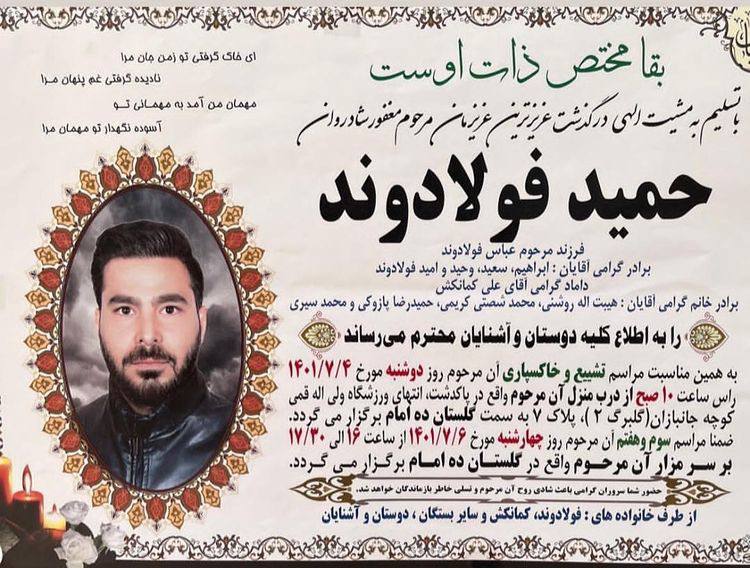 بقا مختص ذات اوست
با تسلیم به مشیت الهی درگذشت عزیزترین عزیزمان مرحوم مغفور شادروان
حمید فولادوند
ای خاک گرفتی تو زمن جان مرا
نادیده گرفتی غم پنهان مرا
مهمان من آمد به مهمانی تو
آسوده نگهدار تو مهمان مرا
فرزند مرحوم عباس فولادوند
برادر گرامی آقایان : ابراهیم، سعید، وحید و امید فولادوند
داماد گرامی آقای علی کمانکش
برادر خانم گرامی آقایان : هیبت اله روشنی، محمد شصتی کریمی، حمیدرضا پازوکی و محمد سیری
را به اطلاع کلیه دوستان و آشنایان محترم می‌رساند
به همین مناسبت مراسم تشییع و خاکسپاری آن مرحوم روز دوشنبه مورخ ۱۴۰۱/۷/۴
راس ساعت ۱۰ صبح از درب منزل آن مرحوم واقع در پاکدشت، انتهای ورزشگاه ولی اله قمی
کوچه جانبازان(گلبرگ ۲ )، پلاک ۷ به سمت گلستان ده امام برگزار می گردد.
ضمنا مراسم سوم وهفتم آن مرحوم روز چهارشنبه مورخ ۱۴۰۱/۷/۶ از ساعت ۱۶ الی ۱۷/۳۰
بر سر مزار آن مرحوم واقع در گلستان ده امام برگزار می گردد.
حضور شما سروران گرامی باعث شادی روح آن مرحوم و تسلی خاطر بازماندگان خواهد شد.
از طرف خانواده های : فولادوند، کمانکش و سایر بستگان ، دوستان و آشنایان